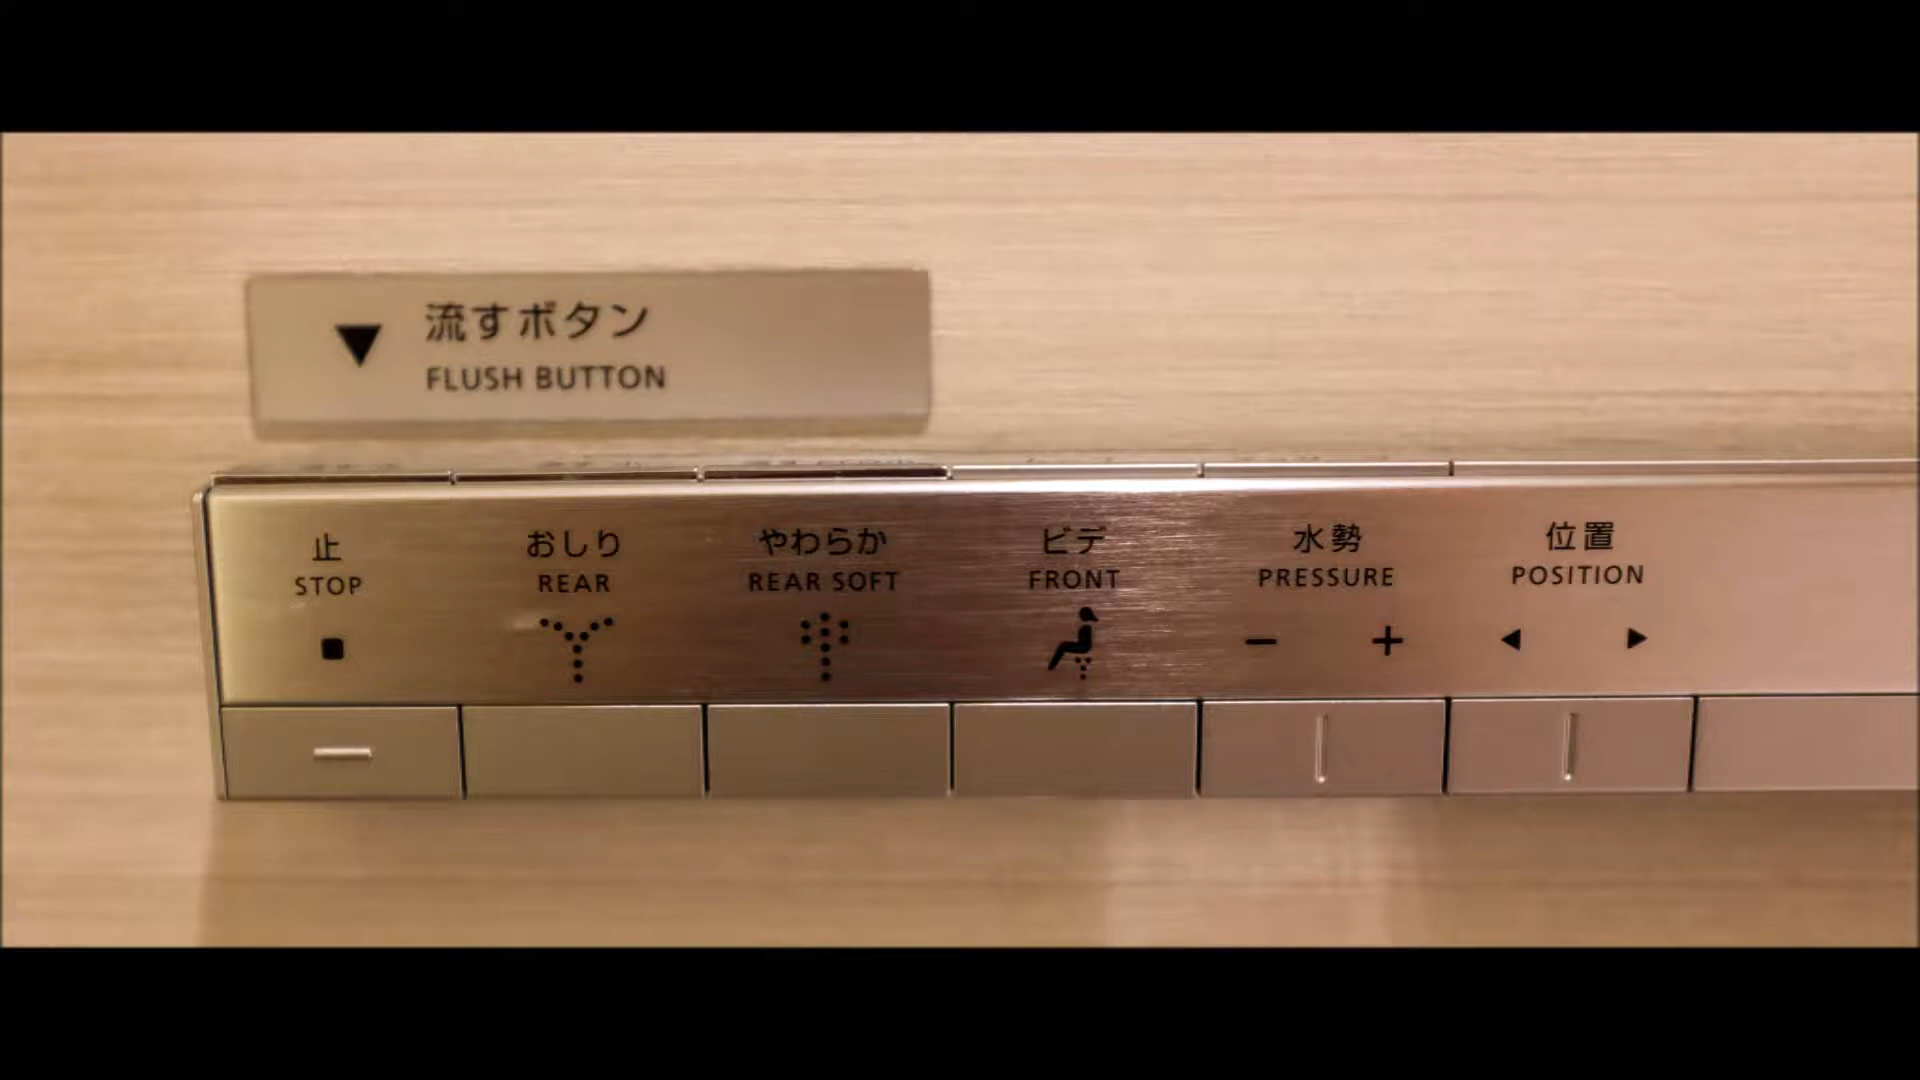 流すボタン
FLUSH BUTTON
止
STOP
おしり
REAR
やわらか
REAR SOFT
ビデ
FRONT
水勢
PRESSURE
− +
位置
POSITION